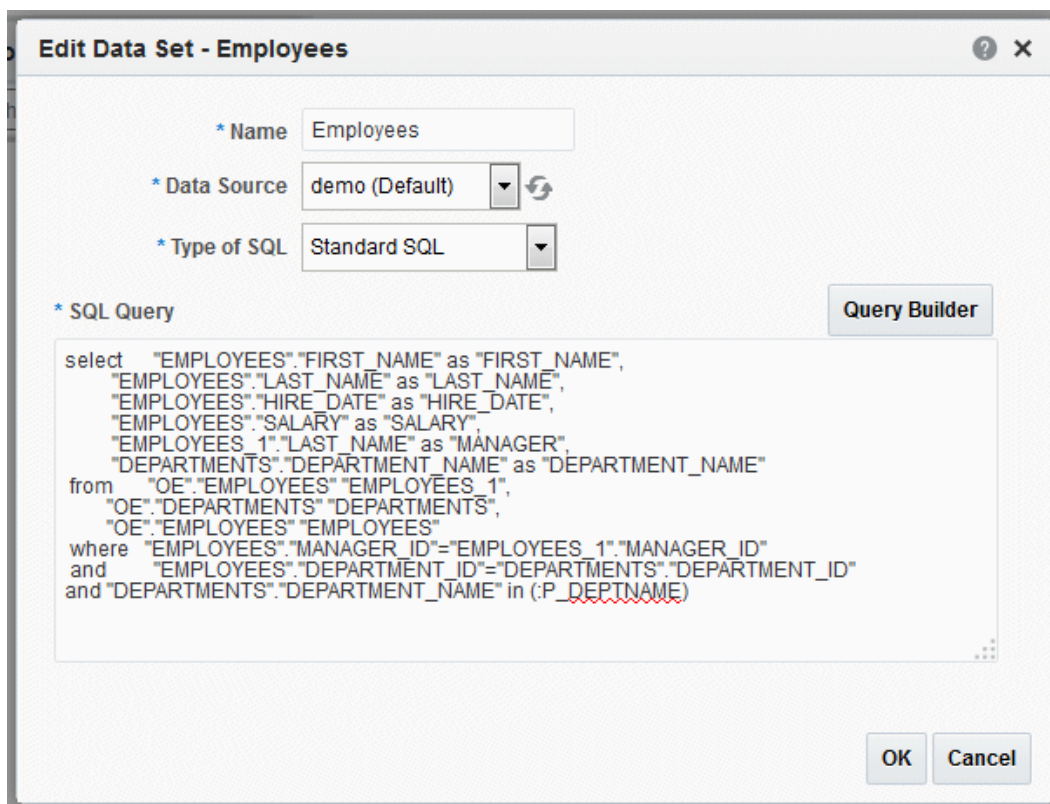 Edit Data Set - Employees
* Name Employees
* Data Source demo (Default)
* Type of SQL Standard SQL
* SQL Query Query Builder
select "EMPLOYEES"."FIRST_NAME" as "FIRST_NAME",
"EMPLOYEES"."LAST_NAME" as "LAST_NAME",
"EMPLOYEES"."HIRE_DATE" as "HIRE_DATE",
"EMPLOYEES"."SALARY" as "SALARY",
"EMPLOYEES_1"."LAST_NAME" as "MANAGER",
"DEPARTMENTS"."DEPARTMENT_NAME" as "DEPARTMENT_NAME"
from "OE"."EMPLOYEES" "EMPLOYEES_1",
"OE"."DEPARTMENTS" "DEPARTMENTS",
"OE"."EMPLOYEES" "EMPLOYEES"
where "EMPLOYEES"."MANAGER_ID"="EMPLOYEES_1"."MANAGER_ID"
and "EMPLOYEES"."DEPARTMENT_ID"="DEPARTMENTS"."DEPARTMENT_ID"
and "DEPARTMENTS"."DEPARTMENT_NAME" in (:P_DEPTNAME)
OK Cancel